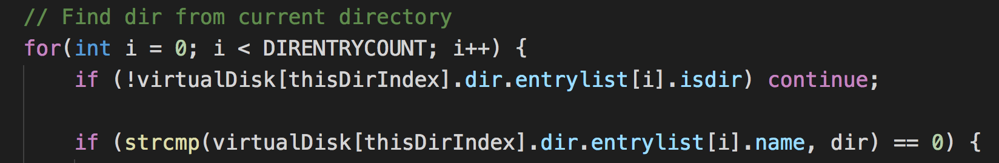 // Find dir from current directory
for(int i = 0; i < DIRENTRYCOUNT; i++) {
if (!virtualDisk[thisDirIndex].dir.entrylist[i].isdir) continue;
if (strcmp(virtualDisk[thisDirIndex].dir.entrylist[i].name, dir) == 0) {